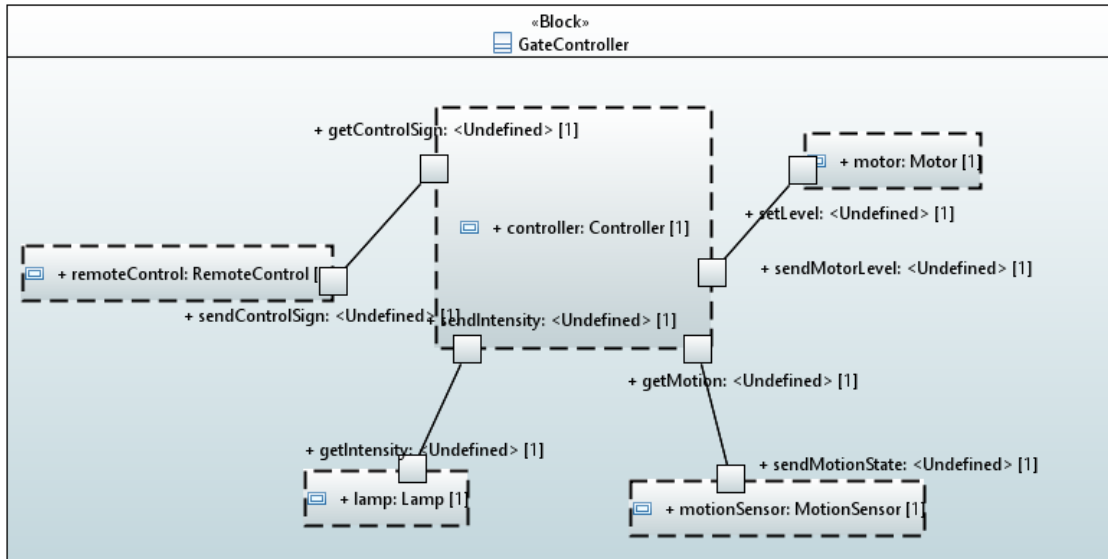 «Block»
GateController
+ getControlSign: <Undefined> [1]
+ motor: Motor [1]
+ setLevel: <Undefined> [1]
+ controller: Controller [1]
+ sendMotorLevel: <Undefined> [1]
+ remoteControl: RemoteControl [
+ sendControlSign: <Undefined> [1]
+ sendIntensity: <Undefined> [1]
+ getMotion: <Undefined> [1]
+ getIntensity: <Undefined> [1]
+ sendMotionState: <Undefined> [1]
+ lamp: Lamp [1]
+ motionSensor: MotionSensor [1]